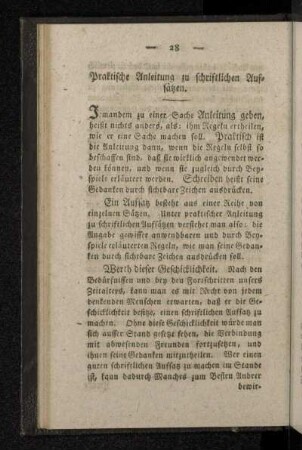 — 28 —
Praktische Anleitung zu schriftlichen Auf-
sätzen.
Jemandem zu einer Sache Anleitung geben,
heißt nichts anders, als: ihm Regeln ertheilen,
wie er eine Sache machen soll. Praktisch ist
die Anleitung dann, wenn die Regeln selbst so
beschaffen sind, daß sie wirklich angewendet wer-
den können, und wenn sie zugleich durch Bey-
spiele erläutert werden. Schreiben heißt seine
Gedanken durch sichtbare Zeichen ausdrücken.
Ein Aufsatz besteht aus einer Reihe von
einzelnen Sätzen. Unter praktischer Anleitung
zu schriftlichen Aufsätzen verstehet man also: die
Angabe gewisser anwendbaren und durch Bey-
spiele erläuterten Regeln, wie man seine Gedan-
ken durch sichtbare Zeichen ausdrücken soll.
Werth dieser Geschicklichkeit. Nach den
Bedürfnissen und bey den Fortschritten unsers
Zeitalters, kann man es mit Recht von jedem
denkenden Menschen erwarten, daß er die Ge-
schicklichkeit besitze, einen schriftlichen Aufsatz zu
machen. Ohne diese Geschicklichkeit würde man
sich ausser Stand gesetzt sehen, die Verbindung
mit abwesenden Freunden fortzusetzen, und
ihnen seine Gedanken mitzutheilen. Wer einen
guten schriftlichen Aufsatz zu machen im Stande
ist, kann dadurch Manches zum Besten Andrer
bewir-